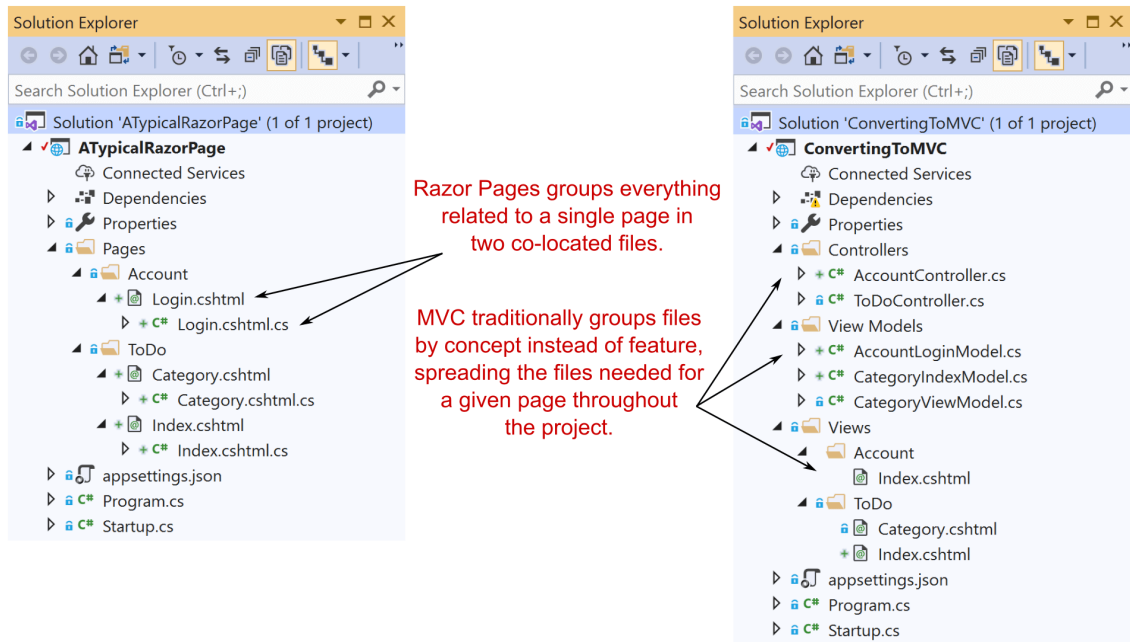 Solution Explorer
Search Solution Explorer (Ctrl+;)
Solution 'ATypicalRazorPage' (1 of 1 project)
ATypicalRazorPage
Connected Services
Dependencies
Properties
Pages
Account
Login.cshtml
C# Login.cshtml.cs
ToDo
Category.cshtml
C# Category.cshtml.cs
Index.cshtml
C# Index.cshtml.cs
appsettings.json
C# Program.cs
C# Startup.cs
Razor Pages groups everything
related to a single page in
two co-located files.
MVC traditionally groups files
by concept instead of feature,
spreading the files needed for
a given page throughout
the project.
Solution Explorer
Search Solution Explorer (Ctrl+;)
Solution 'ConvertingToMVC' (1 of 1 project)
ConvertingToMVC
Connected Services
Dependencies
Properties
Controllers
C# AccountController.cs
C# ToDoController.cs
View Models
C# AccountLoginModel.cs
C# CategoryIndexModel.cs
C# CategoryViewModel.cs
Views
Account
Index.cshtml
ToDo
Category.cshtml
Index.cshtml
appsettings.json
C# Program.cs
C# Startup.cs